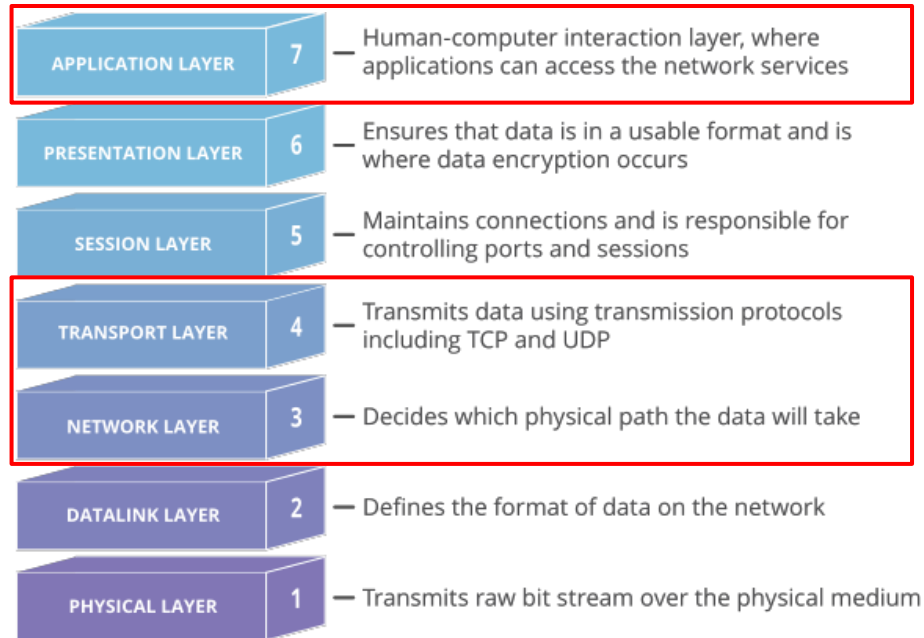 APPLICATION LAYER 7 — Human-computer interaction layer, where
applications can access the network services
PRESENTATION LAYER 6 — Ensures that data is in a usable format and is
where data encryption occurs
SESSION LAYER 5 — Maintains connections and is responsible for
controlling ports and sessions
TRANSPORT LAYER 4 — Transmits data using transmission protocols
including TCP and UDP
NETWORK LAYER 3 — Decides which physical path the data will take
DATALINK LAYER 2 — Defines the format of data on the network
PHYSICAL LAYER 1 — Transmits raw bit stream over the physical medium